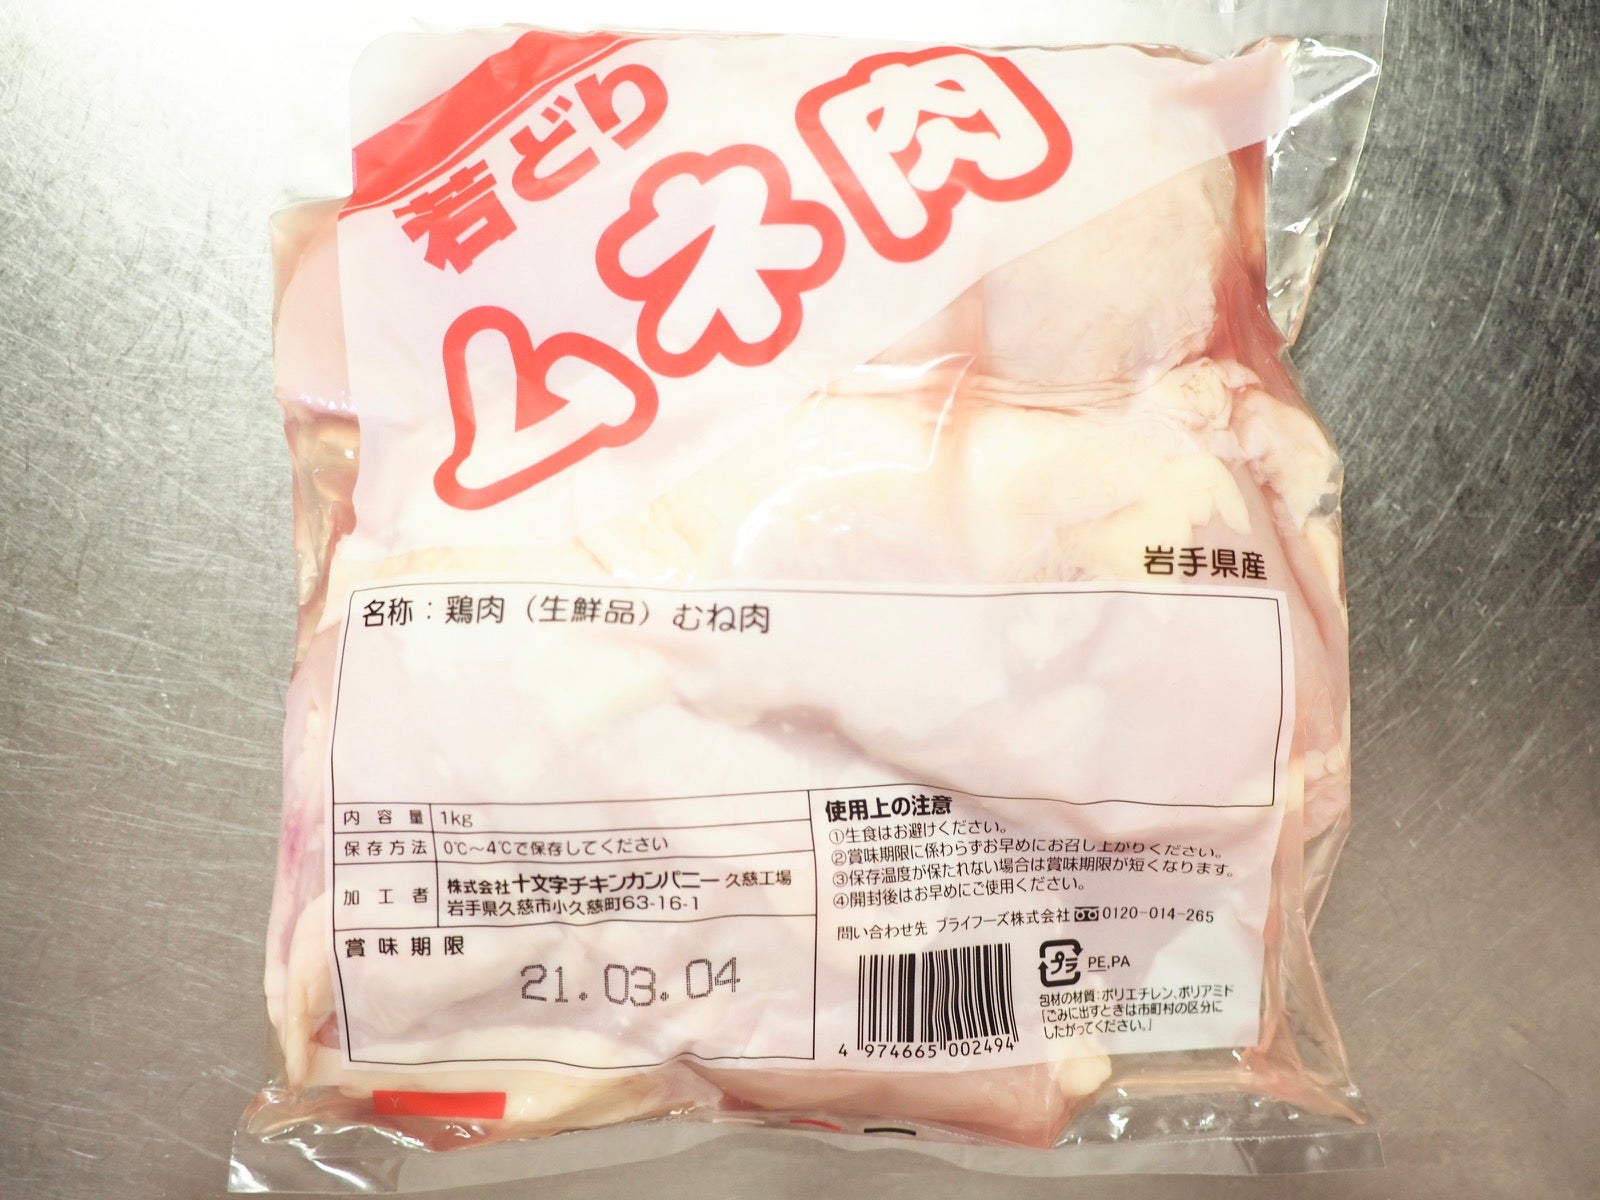 若どり
ムネ肉
岩手県産
名称：鶏肉（生鮮品）むね肉
内容量 1kg
保存方法 0℃～4℃で保存してください
加工者 株式会社十文字チキンカンパニー 久慈工場
岩手県久慈市小久慈町63-16-1
賞味期限
21.03.04
使用上の注意
①生食はお避けください。
②賞味期限に係わらずお早めにお召し上がりください。
③保存温度が保たれない場合は賞味期限が短くなります。
④開封後はお早めにご使用ください。
問い合わせ先 プライフーズ株式会社 0120-014-265
プラ PE,PA
包材の材質：ポリエチレン、ポリアミド
「ごみに出すときは市町村の区分に
したがってください。」
4 974665 002494
Y